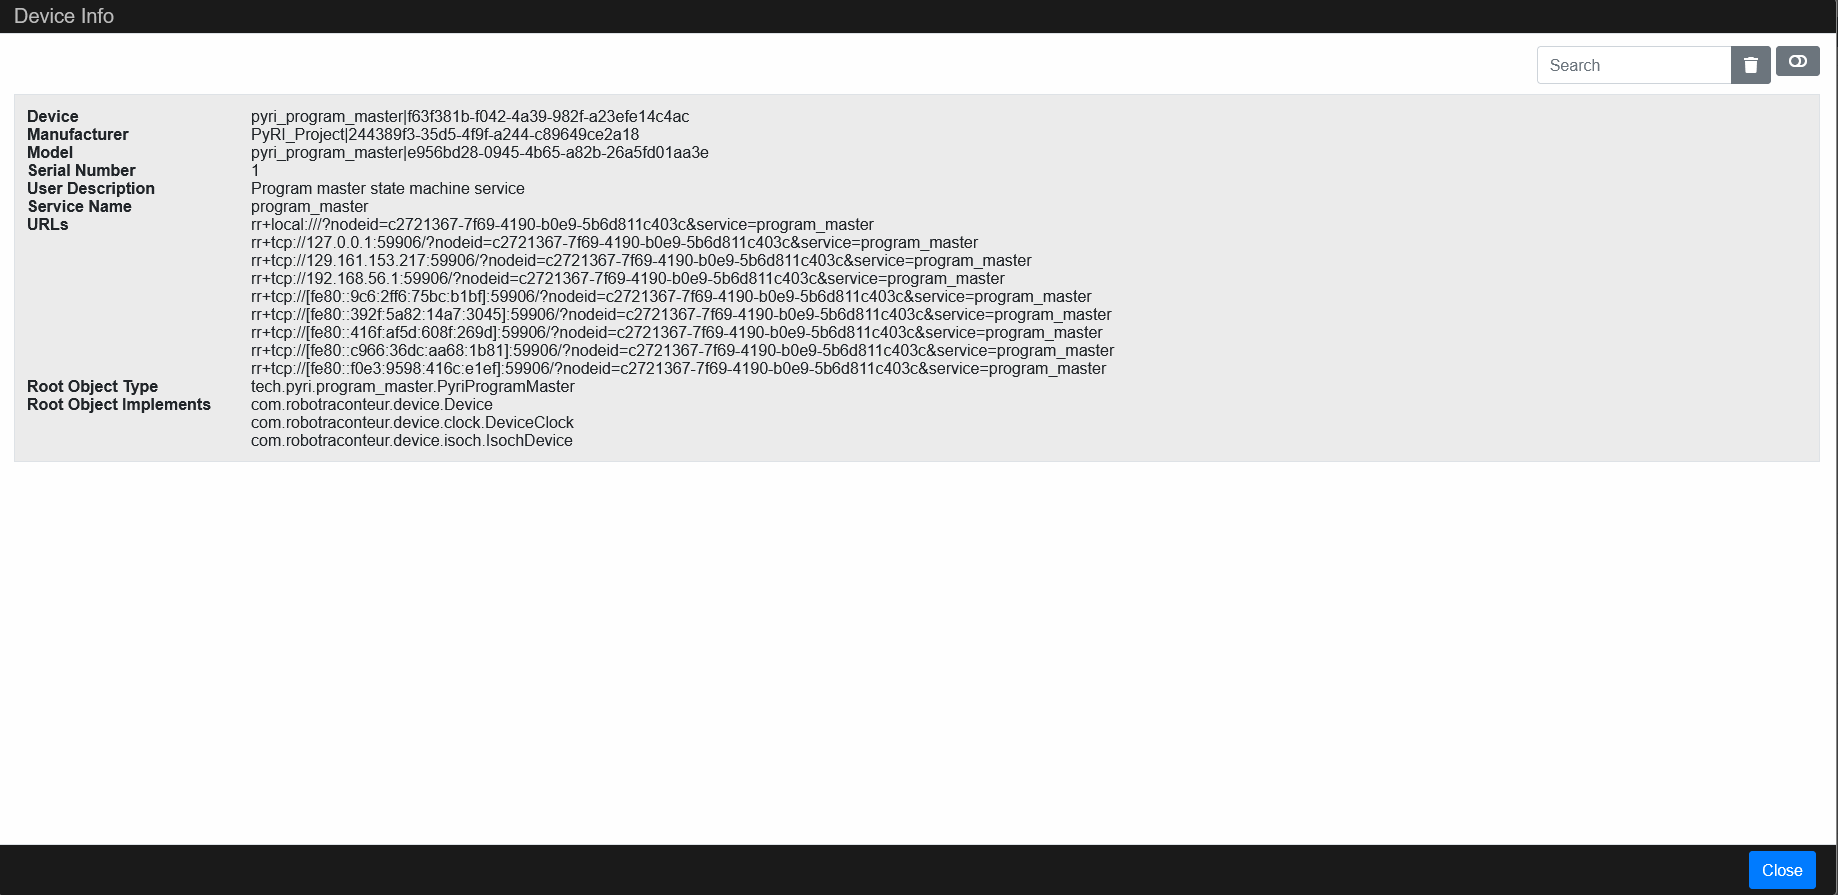 Device Info
Search
Device pyri_program_master|f63f381b-f042-4a39-982f-a23efe14c4ac
Manufacturer PyRI_Project|244389f3-35d5-4f9f-a244-c89649ce2a18
Model pyri_program_master|e956bd28-0945-4b65-a82b-26a5fd01aa3e
Serial Number 1
User Description Program master state machine service
Service Name program_master
URLs rr+local:///?nodeid=c2721367-7f69-4190-b0e9-5b6d811c403c&service=program_master
rr+tcp://127.0.0.1:59906/?nodeid=c2721367-7f69-4190-b0e9-5b6d811c403c&service=program_master
rr+tcp://129.161.153.217:59906/?nodeid=c2721367-7f69-4190-b0e9-5b6d811c403c&service=program_master
rr+tcp://192.168.56.1:59906/?nodeid=c2721367-7f69-4190-b0e9-5b6d811c403c&service=program_master
rr+tcp://[fe80::9c6:2ff6:75bc:b1bf]:59906/?nodeid=c2721367-7f69-4190-b0e9-5b6d811c403c&service=program_master
rr+tcp://[fe80::392f:5a82:14a7:3045]:59906/?nodeid=c2721367-7f69-4190-b0e9-5b6d811c403c&service=program_master
rr+tcp://[fe80::416f:af5d:608f:269d]:59906/?nodeid=c2721367-7f69-4190-b0e9-5b6d811c403c&service=program_master
rr+tcp://[fe80::c966:36dc:aa68:1b81]:59906/?nodeid=c2721367-7f69-4190-b0e9-5b6d811c403c&service=program_master
rr+tcp://[fe80::f0e3:9598:416c:e1ef]:59906/?nodeid=c2721367-7f69-4190-b0e9-5b6d811c403c&service=program_master
Root Object Type tech.pyri.program_master.PyriProgramMaster
Root Object Implements com.robotraconteur.device.Device
com.robotraconteur.device.clock.DeviceClock
com.robotraconteur.device.isoch.IsochDevice
Close